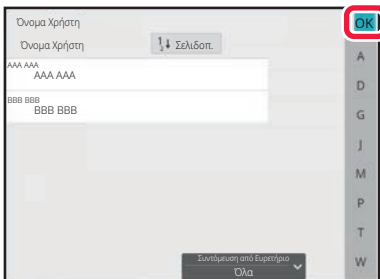 Όνομα Χρήστη
OK
Όνομα Χρήστη
Σελιδοπ.
AAA AAA
AAA AAA
BBB BBB
BBB BBB
A
D
G
J
M
P
T
W
Συντόμευση από Ευρετήριο
Όλα